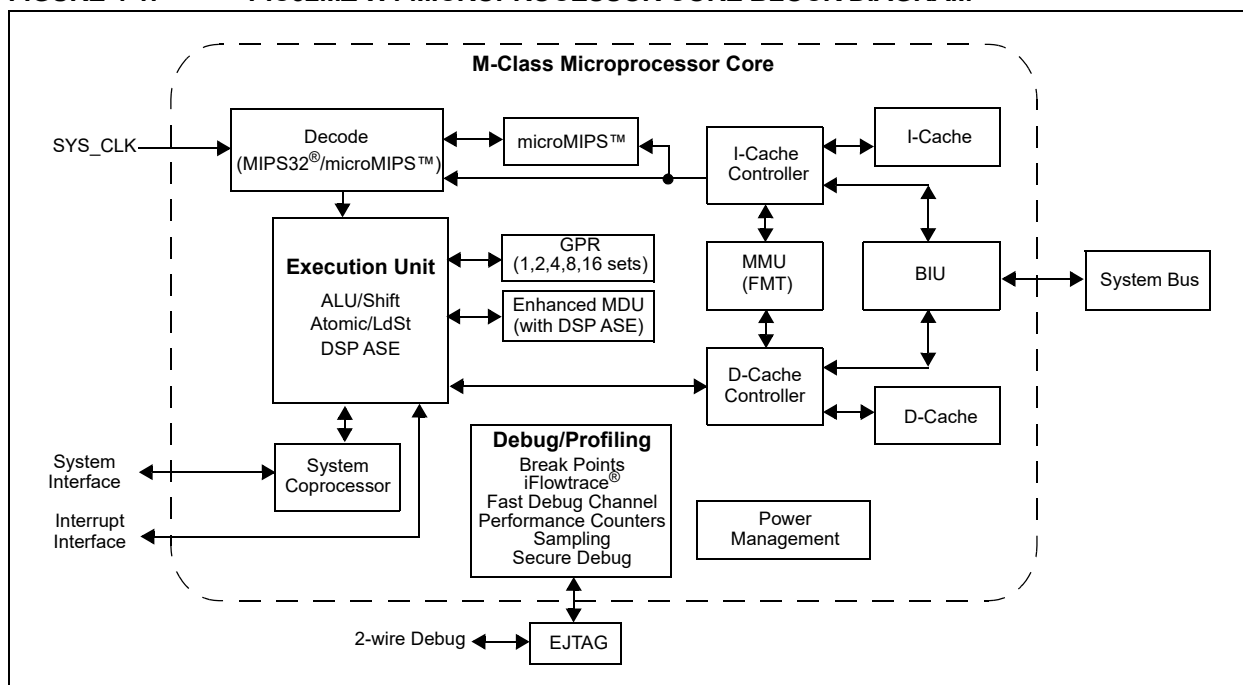 M-Class Microprocessor Core
SYS_CLK
Decode
(MIPS32®/microMIPS™)
microMIPS™
I-Cache
Controller
I-Cache
Execution Unit
ALU/Shift
Atomic/LdSt
DSP ASE
GPR
(1,2,4,8,16 sets)
Enhanced MDU
(with DSP ASE)
MMU
(FMT)
BIU
System Bus
D-Cache
Controller
D-Cache
System
Interface
System
Coprocessor
Interrupt
Interface
Debug/Profiling
Break Points
iFlowtrace®
Fast Debug Channel
Performance Counters
Sampling
Secure Debug
Power
Management
2-wire Debug
EJTAG